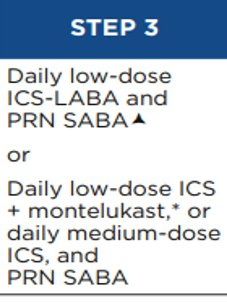 STEP 3
Daily low-dose
ICS-LABA and
PRN SABA▲
or
Daily low-dose ICS
+ montelukast,* or
daily medium-dose
ICS, and
PRN SABA